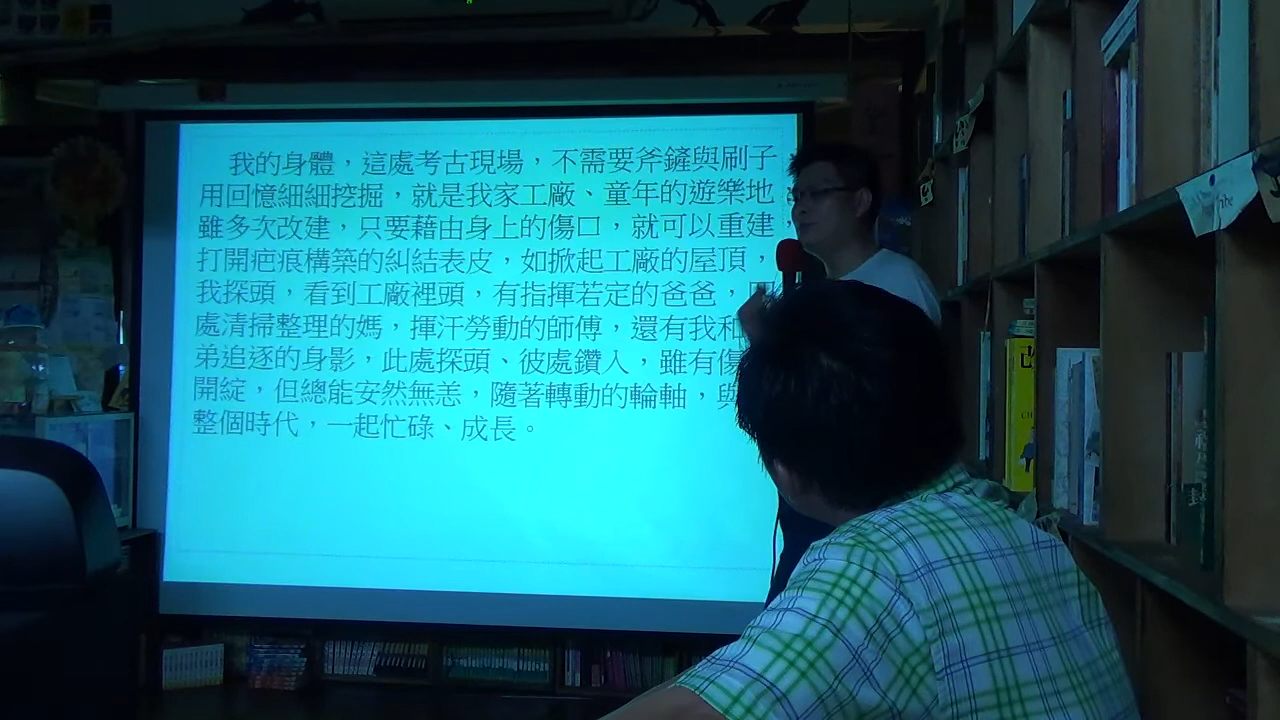 我的身體，這處考古現場，不需要斧鏟與刷子
用回憶細細挖掘，就是我家工廠、童年的遊樂地
雖多次改建，只要藉由身上的傷口，就可以重建，
打開疤痕構築的糾結表皮，如掀起工廠的屋頂，
我探頭，看到工廠裡頭，有指揮若定的爸爸，
處清掃整理的媽，揮汗勞動的師傅，還有我和
弟追逐的身影，此處探頭、彼處鑽入，雖有傷
開綻，但總能安然無恙，隨著轉動的輪軸，與
整個時代，一起忙碌、成長。